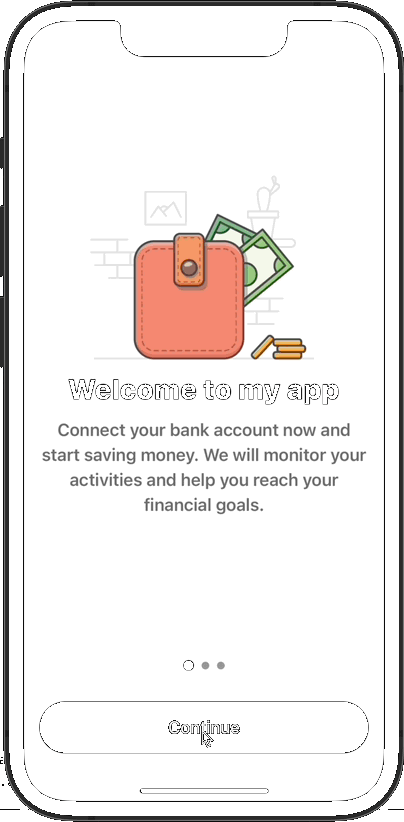 Welcome to my app
Connect your bank account now and
start saving money. We will monitor your
activities and help you reach your
financial goals.
Continue